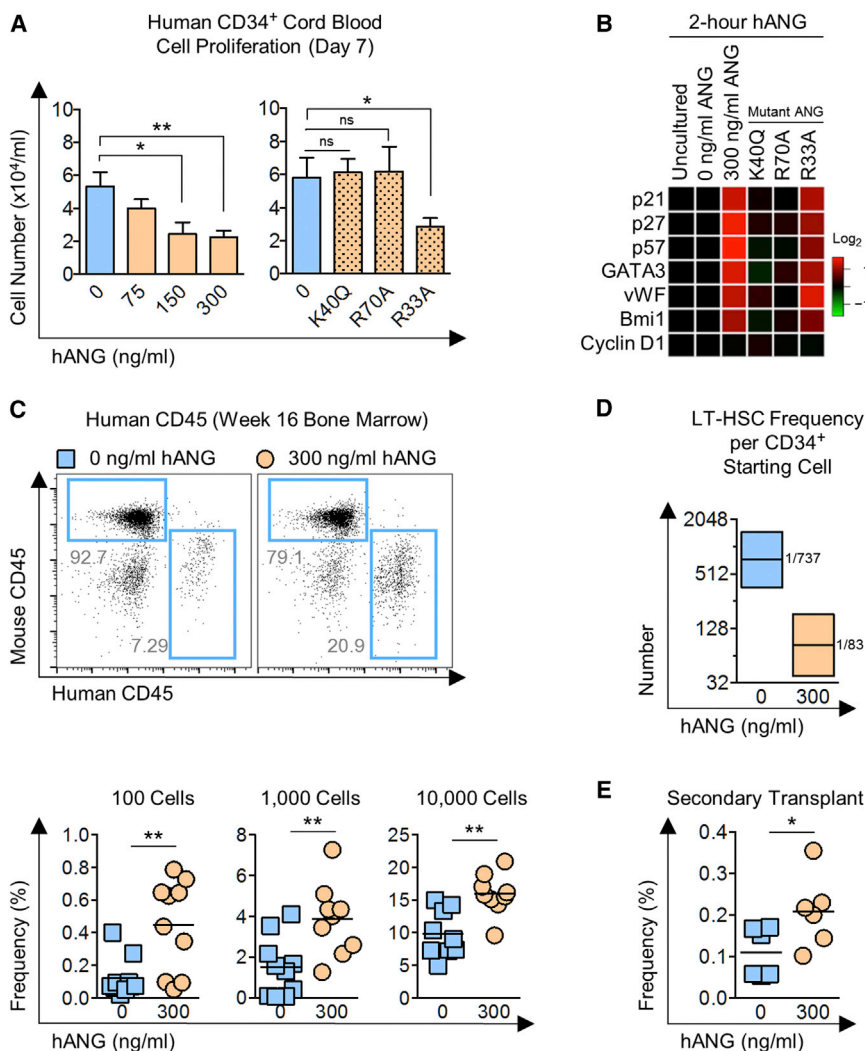 A
Human CD34+ Cord Blood
Cell Proliferation (Day 7)
Cell Number (x10⁴/ml)
10
8
6
4
2
0
**
*
0
75
150
300
10
8
6
4
2
0
*
ns
ns
0
K40Q
R70A
R33A
hANG (ng/ml)
B
2-hour hANG
Uncultured
0 ng/ml ANG
300 ng/ml ANG
Mutant ANG
K40Q
R70A
R33A
p21
p27
p57
GATA3
vWF
Bmi1
Cyclin D1
Log₂
C
Human CD45 (Week 16 Bone Marrow)
0 ng/ml hANG
300 ng/ml hANG
Mouse CD45
92.7
7.29
79.1
20.9
Human CD45
D
LT-HSC Frequency
per CD34+
Starting Cell
Number
2048
512
128
32
1/737
1/83
0
300
hANG (ng/ml)
100 Cells
1,000 Cells
10,000 Cells
Frequency (%)
1.0
0.8
0.6
0.4
0.2
0.0
**
0
300
8
6
4
2
0
**
0
300
25
20
15
10
5
0
**
0
300
hANG (ng/ml)
E
Secondary Transplant
Frequency (%)
0.4
0.3
0.2
0.1
0.0
*
0
300
hANG (ng/ml)